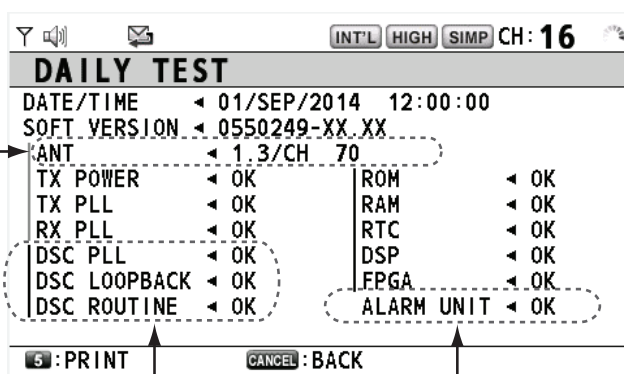 INT'L HIGH SIMP CH: 16
DAILY TEST
DATE/TIME ◄ 01/SEP/2014 12:00:00
SOFT VERSION ◄ 0550249-XX.XX
ANT ◄ 1.3/CH 70
TX POWER ◄ OK ROM ◄ OK
TX PLL ◄ OK RAM ◄ OK
RX PLL ◄ OK RTC ◄ OK
DSC PLL ◄ OK DSP ◄ OK
DSC LOOPBACK ◄ OK FPGA ◄ OK
DSC ROUTINE ◄ OK ALARM UNIT ◄ OK
5 : PRINT CANCEL : BACK